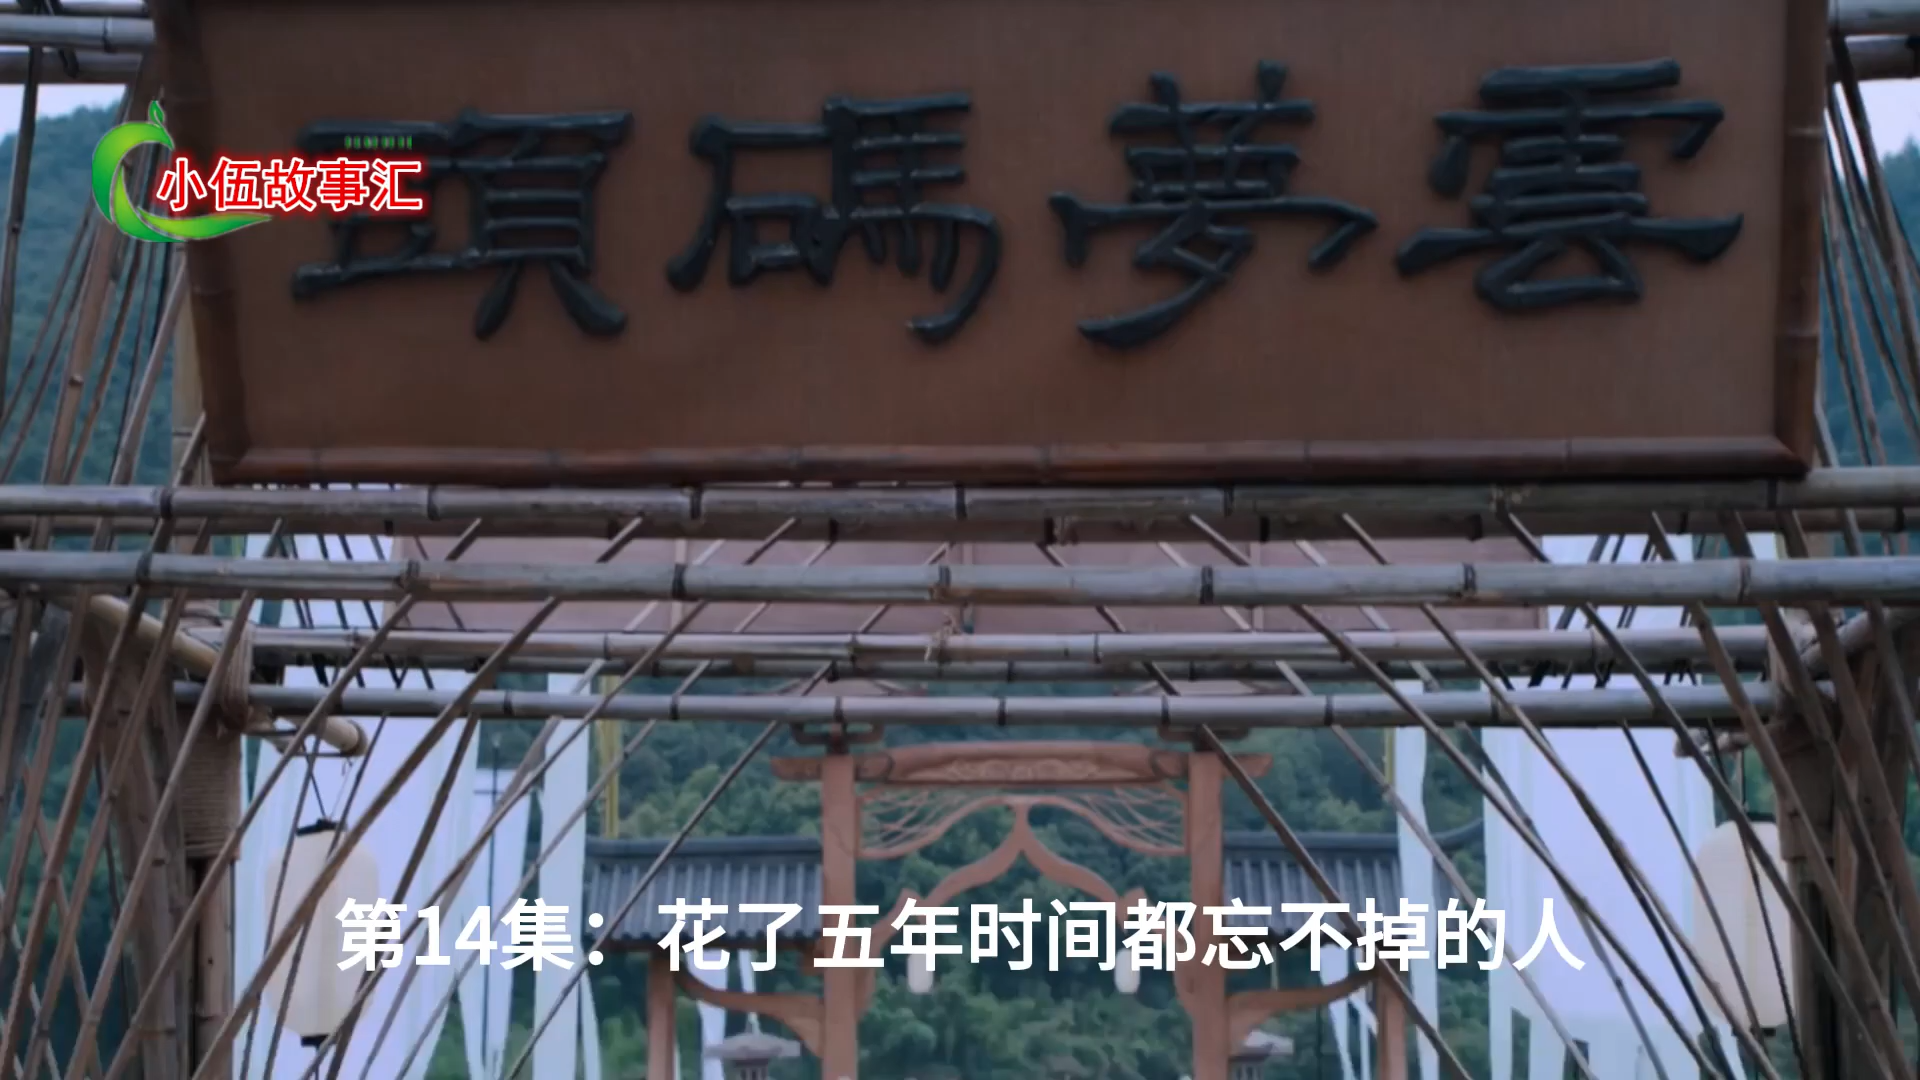 雲夢碼頭
小伍故事汇
第14集：花了五年时间都忘不掉的人